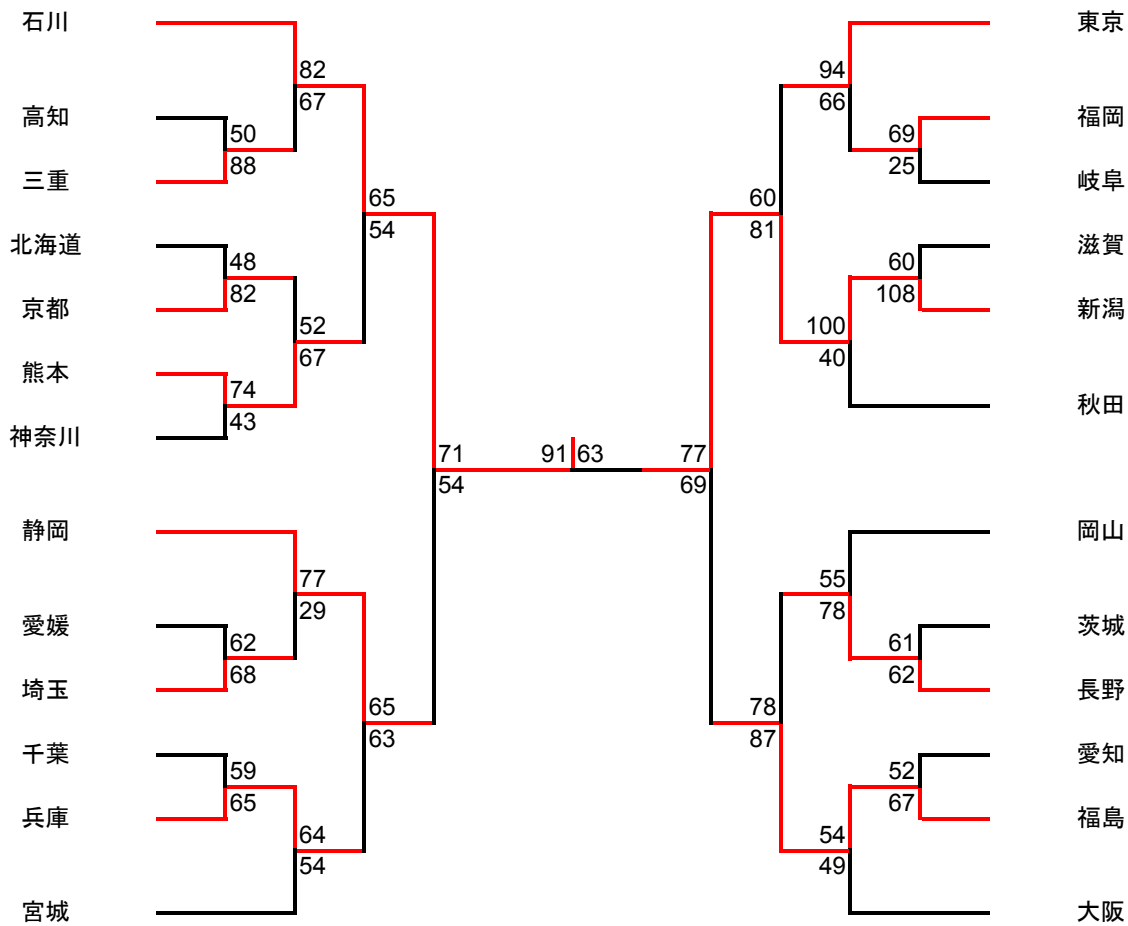 石川
82
67
高知
50
三重
88
65
54
北海道
48
京都
82
52
67
熊本
74
神奈川
43
71
54
静岡
77
29
愛媛
62
埼玉
68
65
63
千葉
59
兵庫
65
64
54
宮城
91 63
東京
94
66
福岡
69
岐阜
25
60
81
滋賀
60
新潟
108
100
40
秋田
77
69
岡山
55
78
茨城
61
長野
62
78
87
愛知
52
福島
67
54
49
大阪